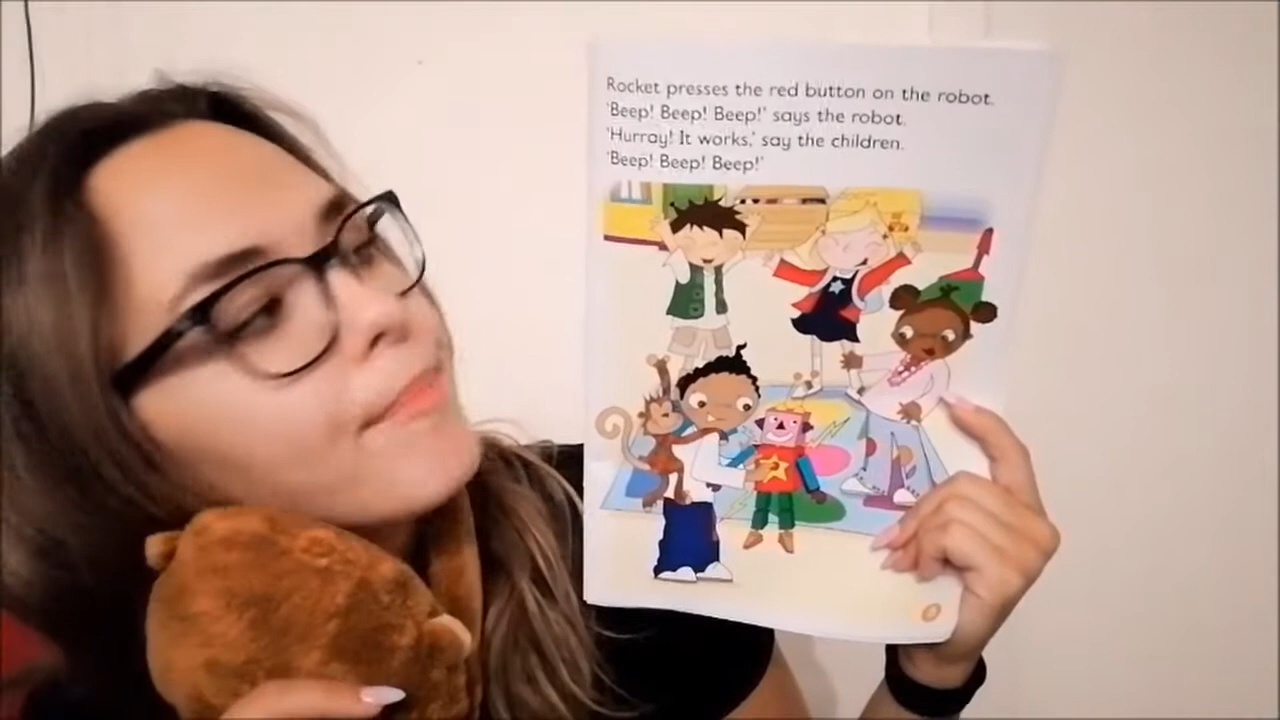 Rocket presses the red button on the robot.
‘Beep! Beep! Beep!’ says the robot.
‘Hurray! It works,’ say the children.
‘Beep! Beep! Beep!’